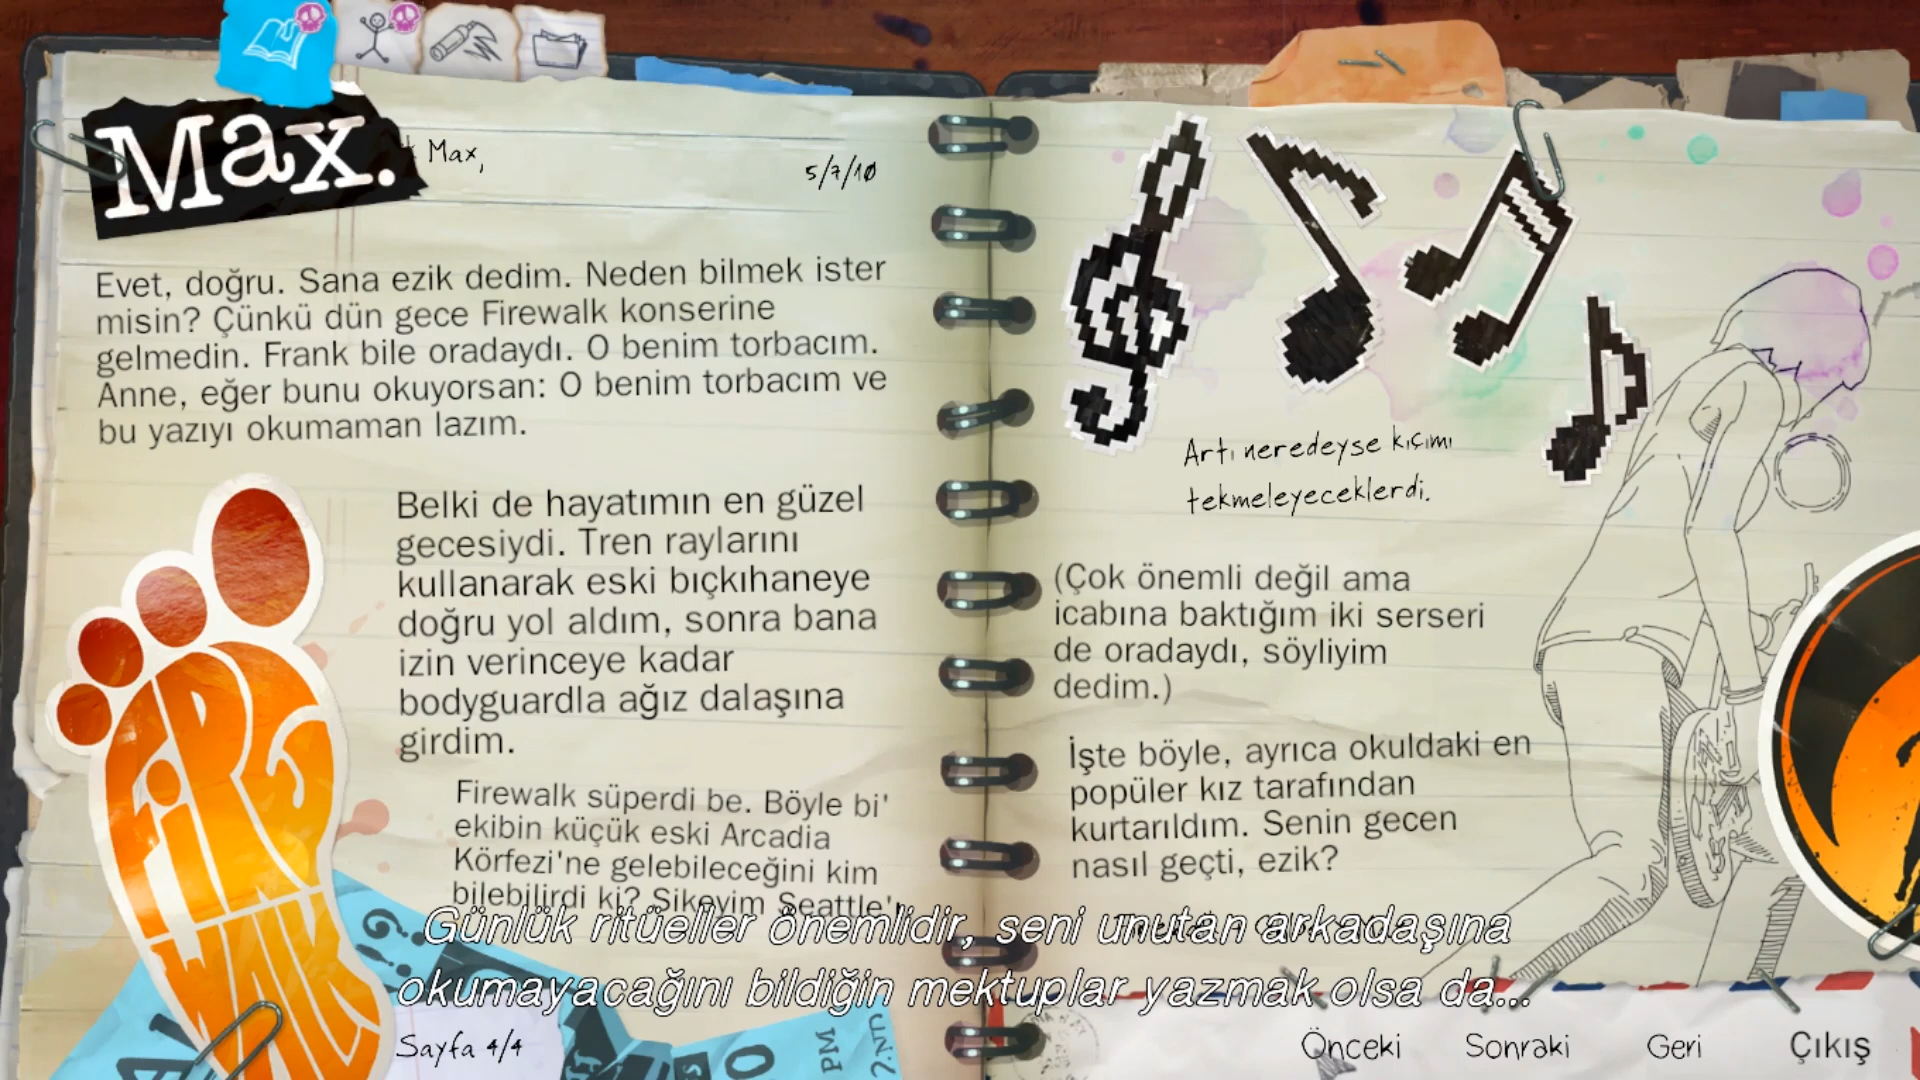 Max.
Max,
5/7/10
Evet, doğru. Sana ezik dedim. Neden bilmek ister
misin? Çünkü dün gece Firewalk konserine
gelmedin. Frank bile oradaydı. O benim torbacım.
Anne, eğer bunu okuyorsan: O benim torbacım ve
bu yazıyı okumaman lazım.
Belki de hayatımın en güzel
gecesiydi. Tren raylarını
kullanarak eski bıçkıhaneye
doğru yol aldım, sonra bana
izin verinceye kadar
bodyguardla ağız dalaşına
girdim.
FiRE
WALK
Firewalk süperdi be. Böyle bi'
ekibin küçük eski Arcadia
Körfezi'ne gelebileceğini kim
bilebilirdi ki? Sikeyim Seattle'ı
Artı neredeyse kıçımı
tekmeleyeceklerdi.
(Çok önemli değil ama
icabına baktığım iki serseri
de oradaydı, söyliyim
dedim.)
İşte böyle, ayrıca okuldaki en
popüler kız tarafından
kurtarıldım. Senin gecen
nasıl geçti, ezik?
Günlük ritüeller önemlidir, seni unutan arkadaşına
okumayacağını bildiğin mektuplar yazmak olsa da...
Sayfa 4/4
PM
Önceki
Sonraki
Geri
Çıkış